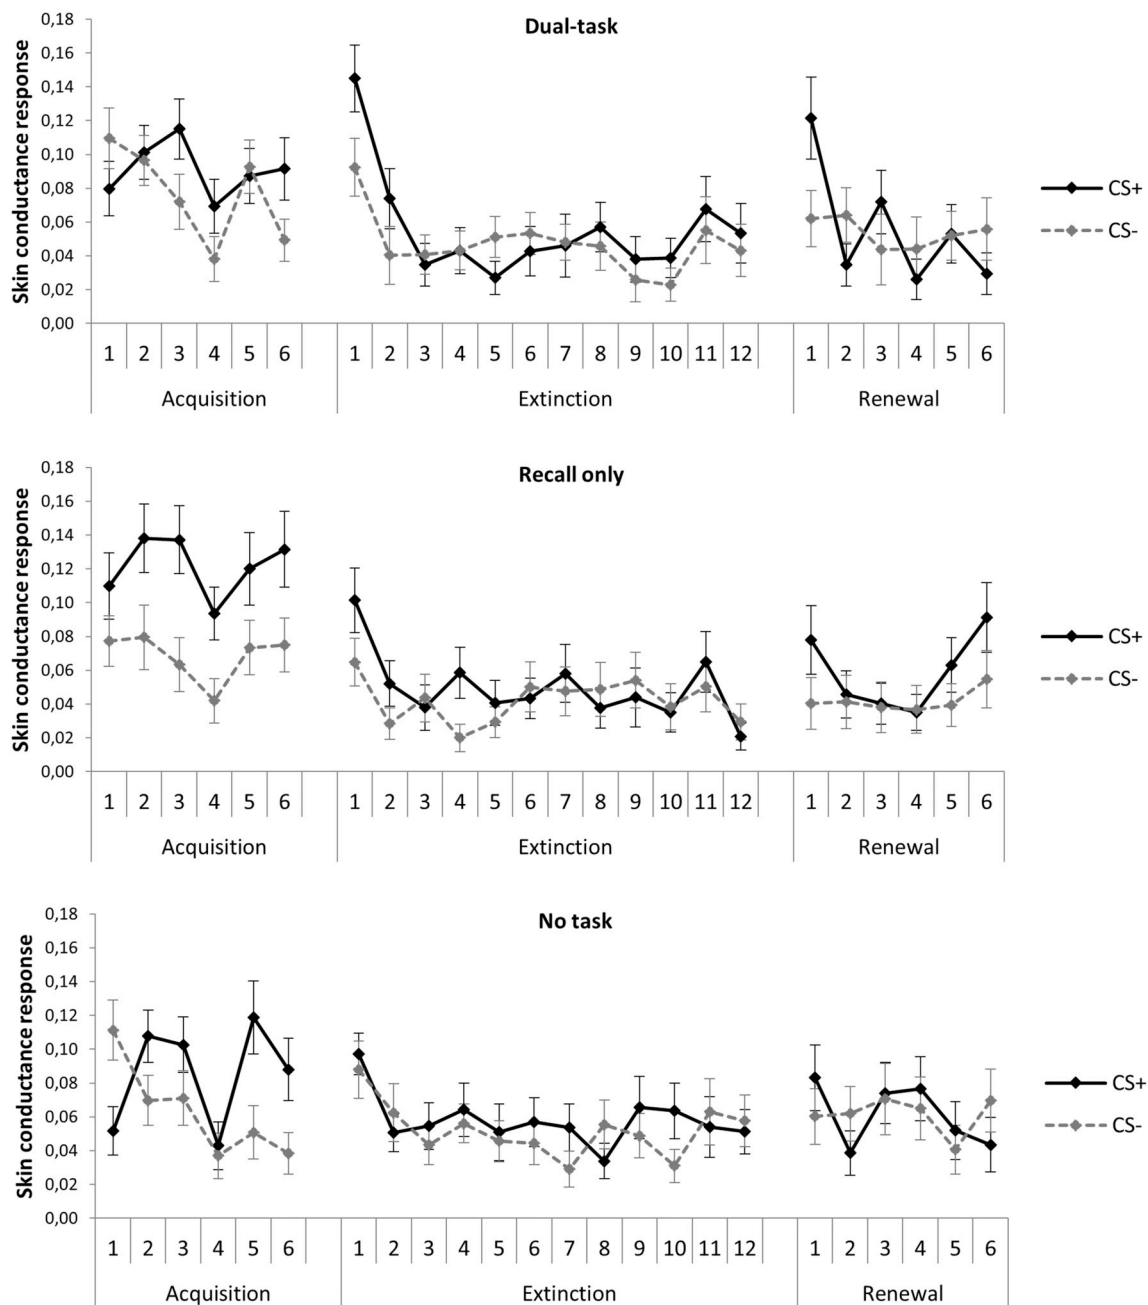 Dual-task
Skin conductance response
0,18
0,16
0,14
0,12
0,10
0,08
0,06
0,04
0,02
0,00
1 2 3 4 5 6 1 2 3 4 5 6 7 8 9 10 11 12 1 2 3 4 5 6
Acquisition Extinction Renewal
CS+
CS-
Recall only
Skin conductance response
0,18
0,16
0,14
0,12
0,10
0,08
0,06
0,04
0,02
0,00
1 2 3 4 5 6 1 2 3 4 5 6 7 8 9 10 11 12 1 2 3 4 5 6
Acquisition Extinction Renewal
CS+
CS-
No task
Skin conductance response
0,18
0,16
0,14
0,12
0,10
0,08
0,06
0,04
0,02
0,00
1 2 3 4 5 6 1 2 3 4 5 6 7 8 9 10 11 12 1 2 3 4 5 6
Acquisition Extinction Renewal
CS+
CS-